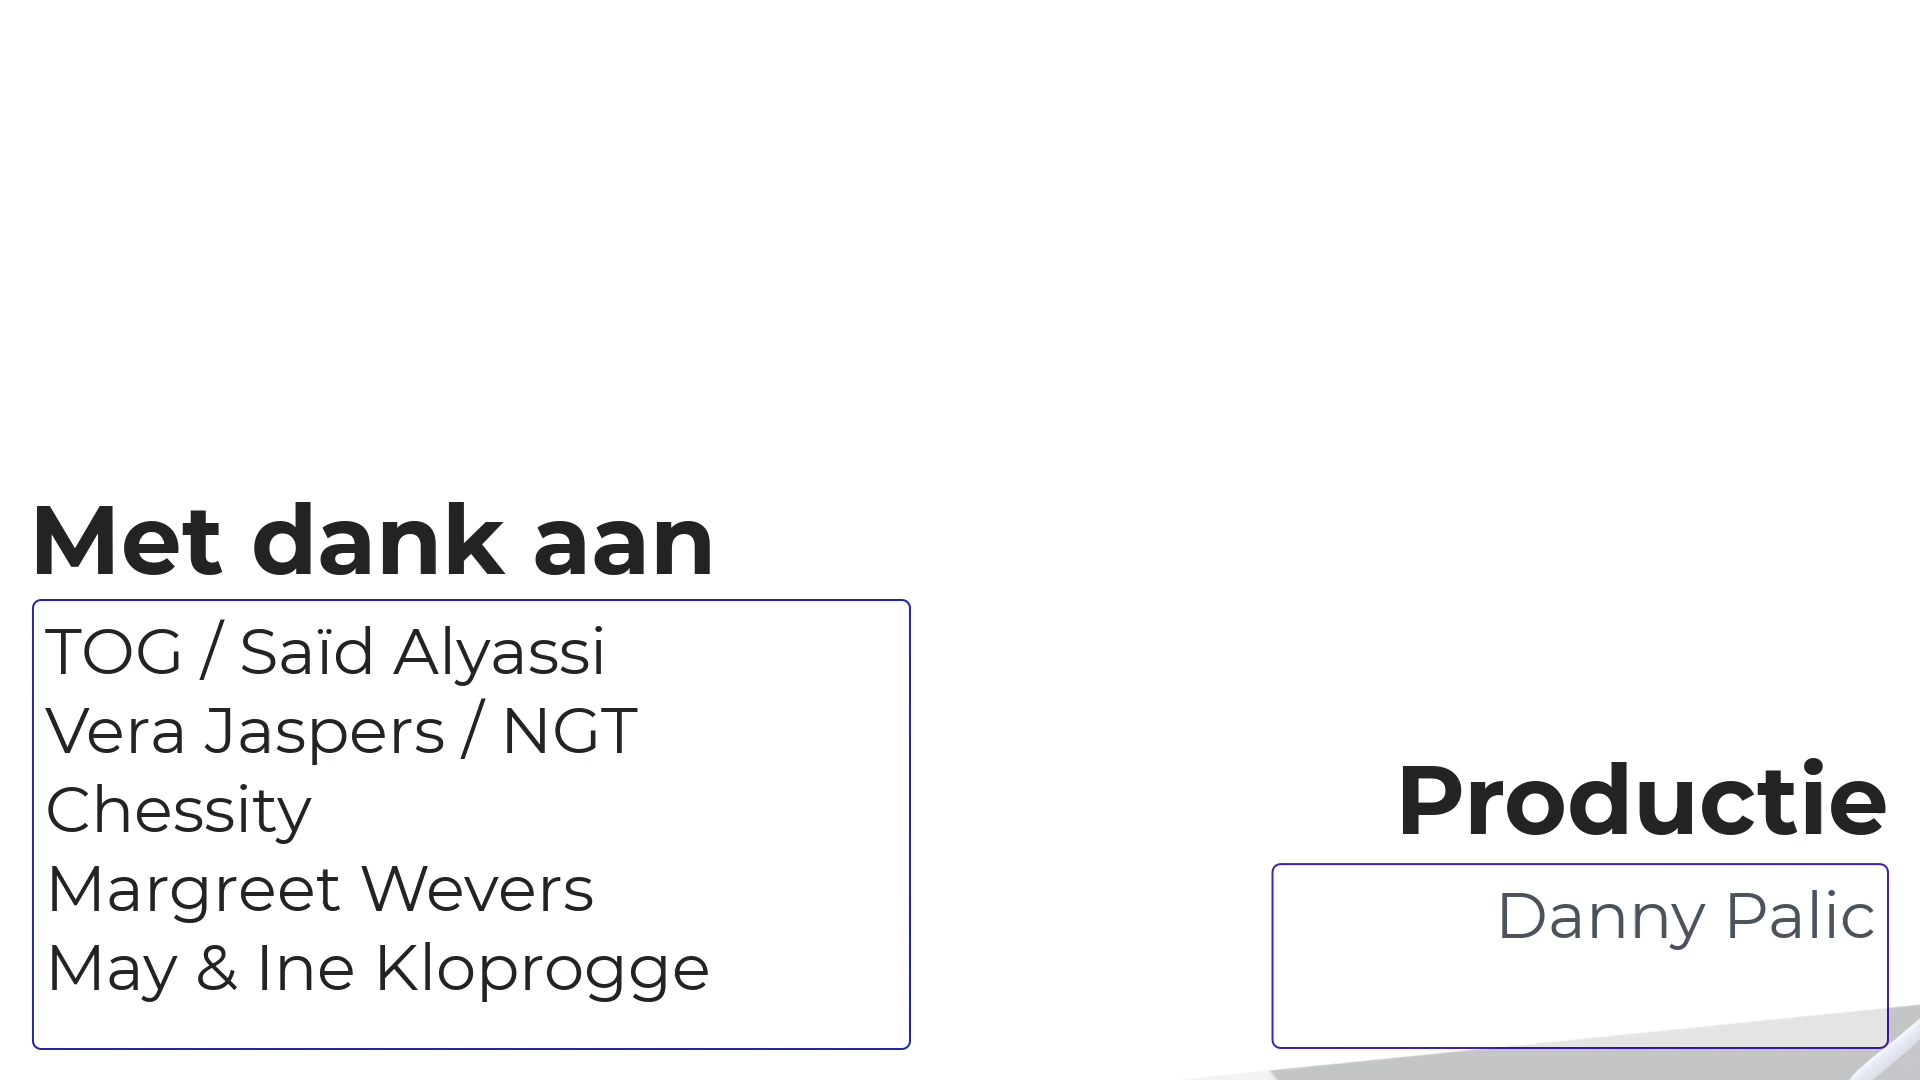 Met dank aan
TOG / Saïd Alyassi
Vera Jaspers / NGT
Chessity
Margreet Wevers
May & Ine Kloprogge
Productie
Danny Palic